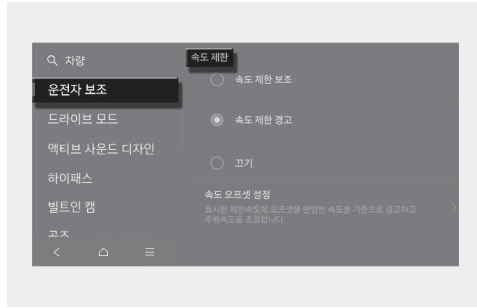 차량
운전자 보조
드라이브 모드
액티브 사운드 디자인
하이패스
빌트인 캠
공조
속도 제한
속도 제한 보조
속도 제한 경고
끄기
속도 오프셋 설정
표시된 제한속도에 오프셋을 반영한 속도를 기준으로 경고하고
주행속도를 조정합니다.